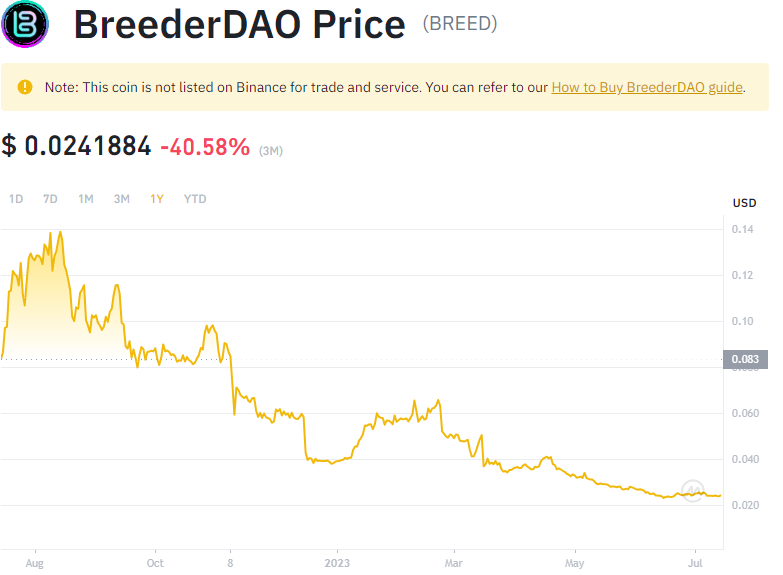 BreederDAO Price (BREED)
Note: This coin is not listed on Binance for trade and service. You can refer to our How to Buy BreederDAO guide.
$ 0.0241884 -40.58% (3M)
1D 7D 1M 3M 1Y YTD
USD
0.14
0.12
0.10
0.083
0.060
0.040
0.020
Aug Oct 8 2023 Mar May Jul